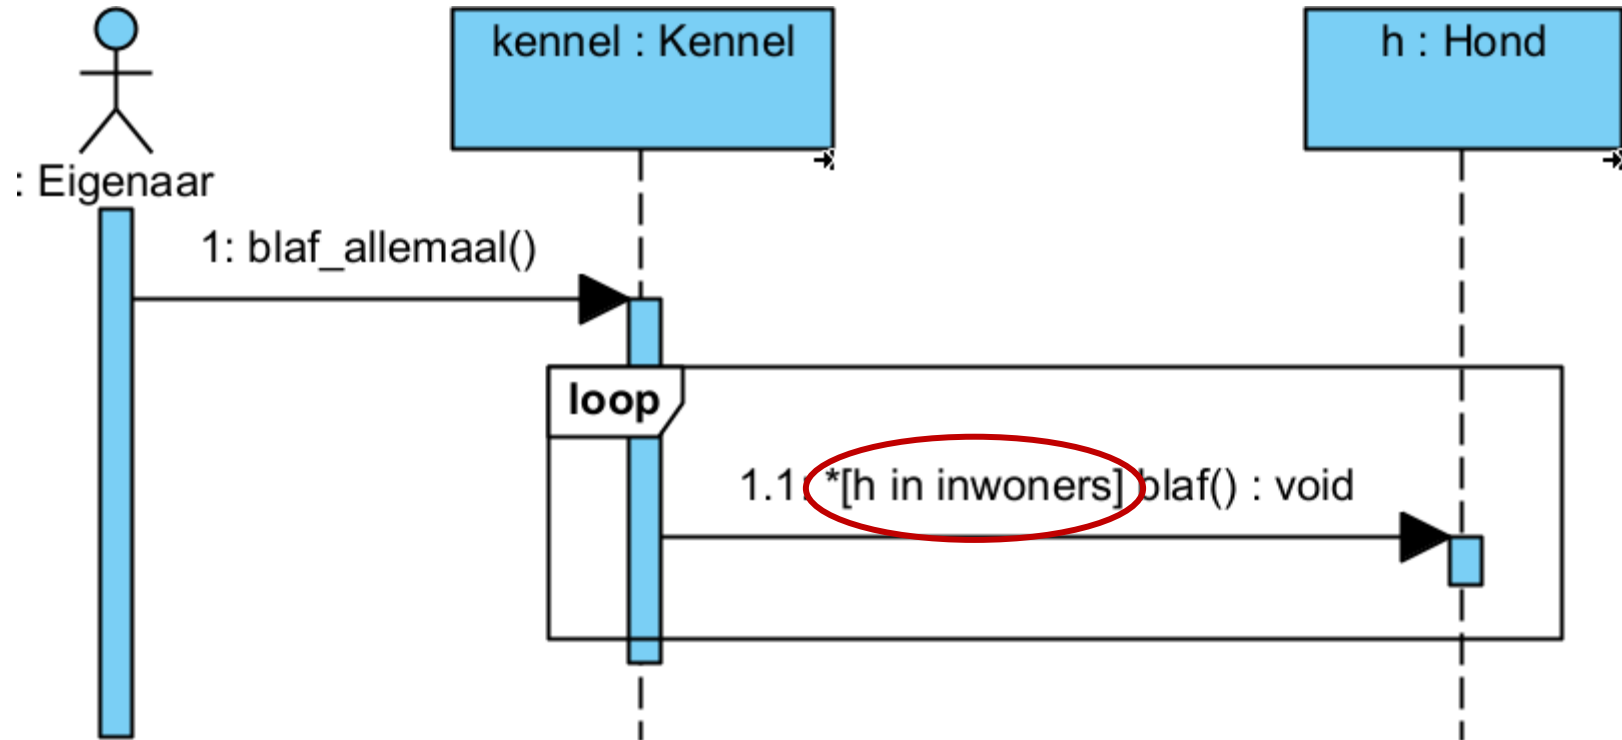 kennel : Kennel
h : Hond
: Eigenaar
1: blaf_allemaal()
loop
1.1: *[h in inwoners] blaf() : void